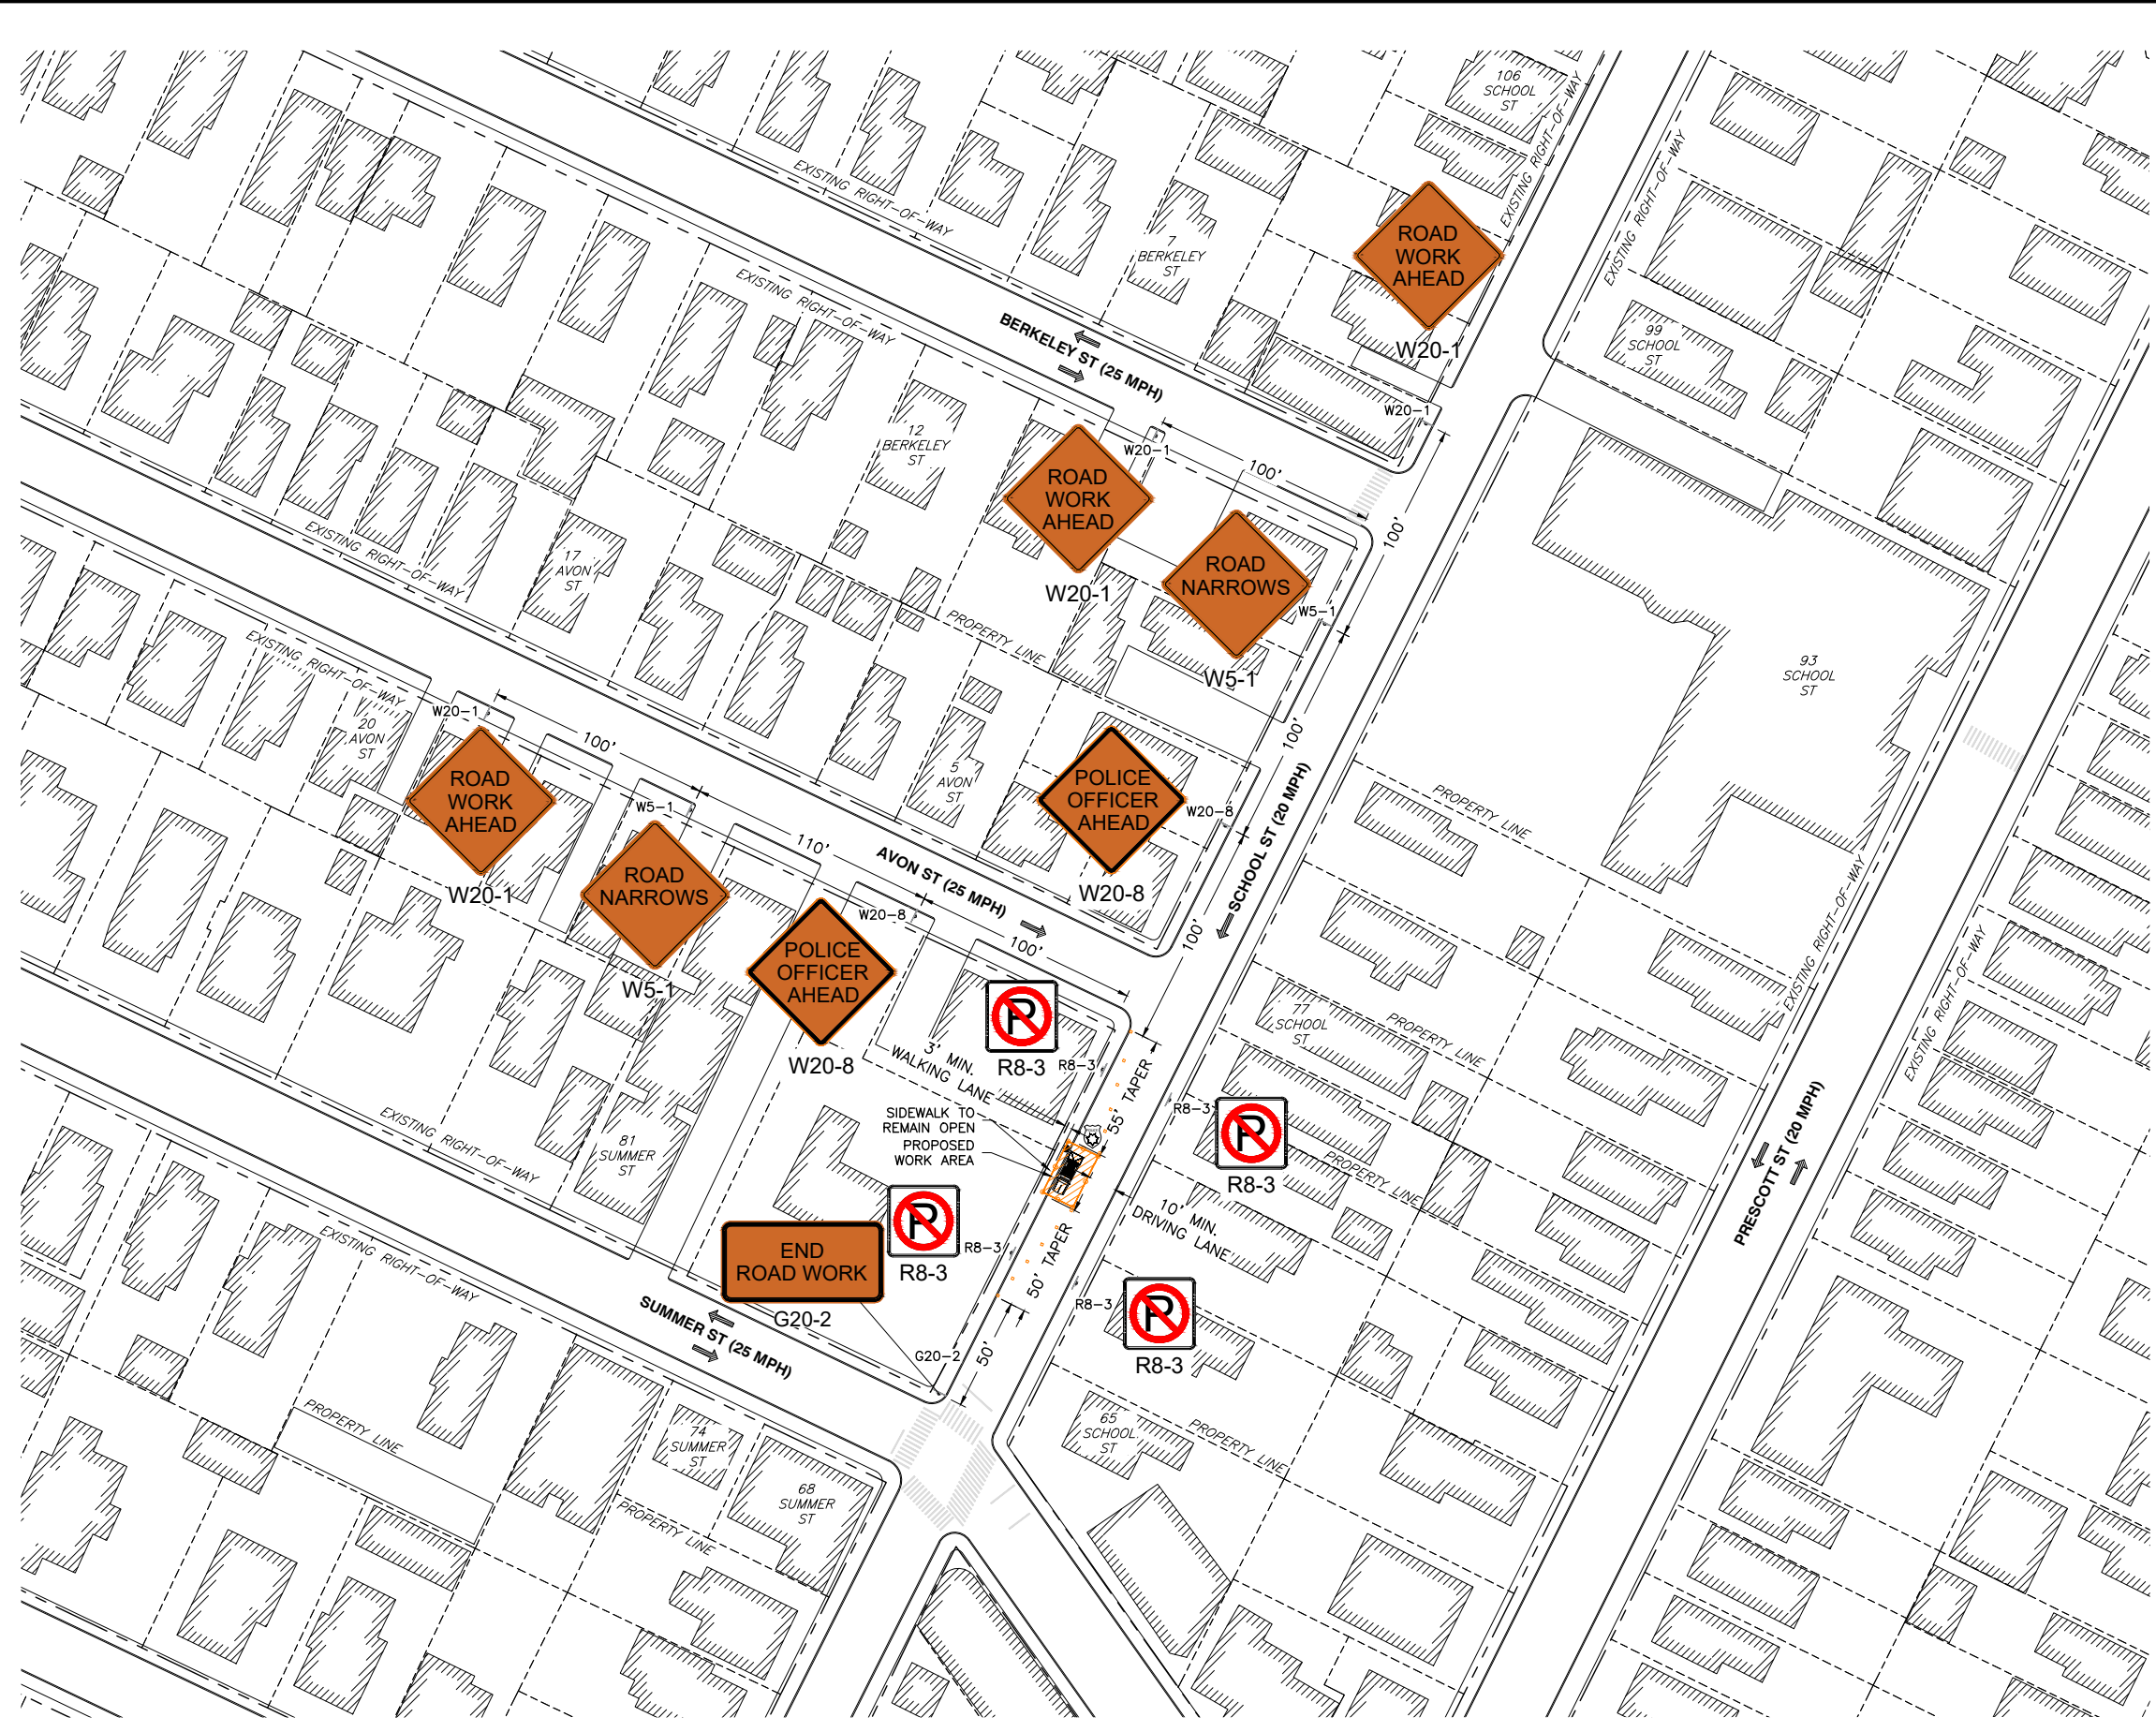 106
SCHOOL
ST
EXISTING RIGHT-OF-WAY
EXISTING RIGHT-OF-WAY
EXISTING RIGHT-OF-WAY
7
BERKELEY
ST
ROAD
WORK
AHEAD
W20-1
EXISTING RIGHT-OF-WAY
BERKELEY ST (25 MPH)
99
SCHOOL
ST
W20-1
12
BERKELEY
ST
W20-1
100'
ROAD
WORK
AHEAD
W20-1
100'
ROAD
NARROWS
W5-1
W5-1
EXISTING RIGHT-OF-WAY
17
AVON
ST
PROPERTY LINE
93
SCHOOL
ST
EXISTING RIGHT-OF-WAY
20
AVON
ST
W20-1
100'
ROAD
WORK
AHEAD
W20-1
W5-1
ROAD
NARROWS
W5-1
110'
AVON ST (25 MPH)
5
AVON
ST
100'
POLICE
OFFICER
AHEAD
W20-8
W20-8
SCHOOL ST (20 MPH)
PROPERTY LINE
W20-8
POLICE
OFFICER
AHEAD
W20-8
100'
100'
EXISTING RIGHT-OF-WAY
EXISTING RIGHT-OF-WAY
77
SCHOOL
ST
PROPERTY LINE
P
R8-3
R8-3
3' MIN.
WALKING LANE
55' TAPER
SIDEWALK TO
REMAIN OPEN
PROPOSED
WORK AREA
R8-3
P
R8-3
PROPERTY LINE
PRESCOTT ST (20 MPH)
EXISTING RIGHT-OF-WAY
81
SUMMER
ST
P
R8-3
R8-3
10' MIN.
DRIVING LANE
50' TAPER
END
ROAD WORK
G20-2
EXISTING RIGHT-OF-WAY
SUMMER ST (25 MPH)
R8-3
P
R8-3
G20-2
50'
PROPERTY LINE
74
SUMMER
ST
65
SCHOOL
ST
PROPERTY LINE
68
SUMMER
ST
PROPERTY LINE